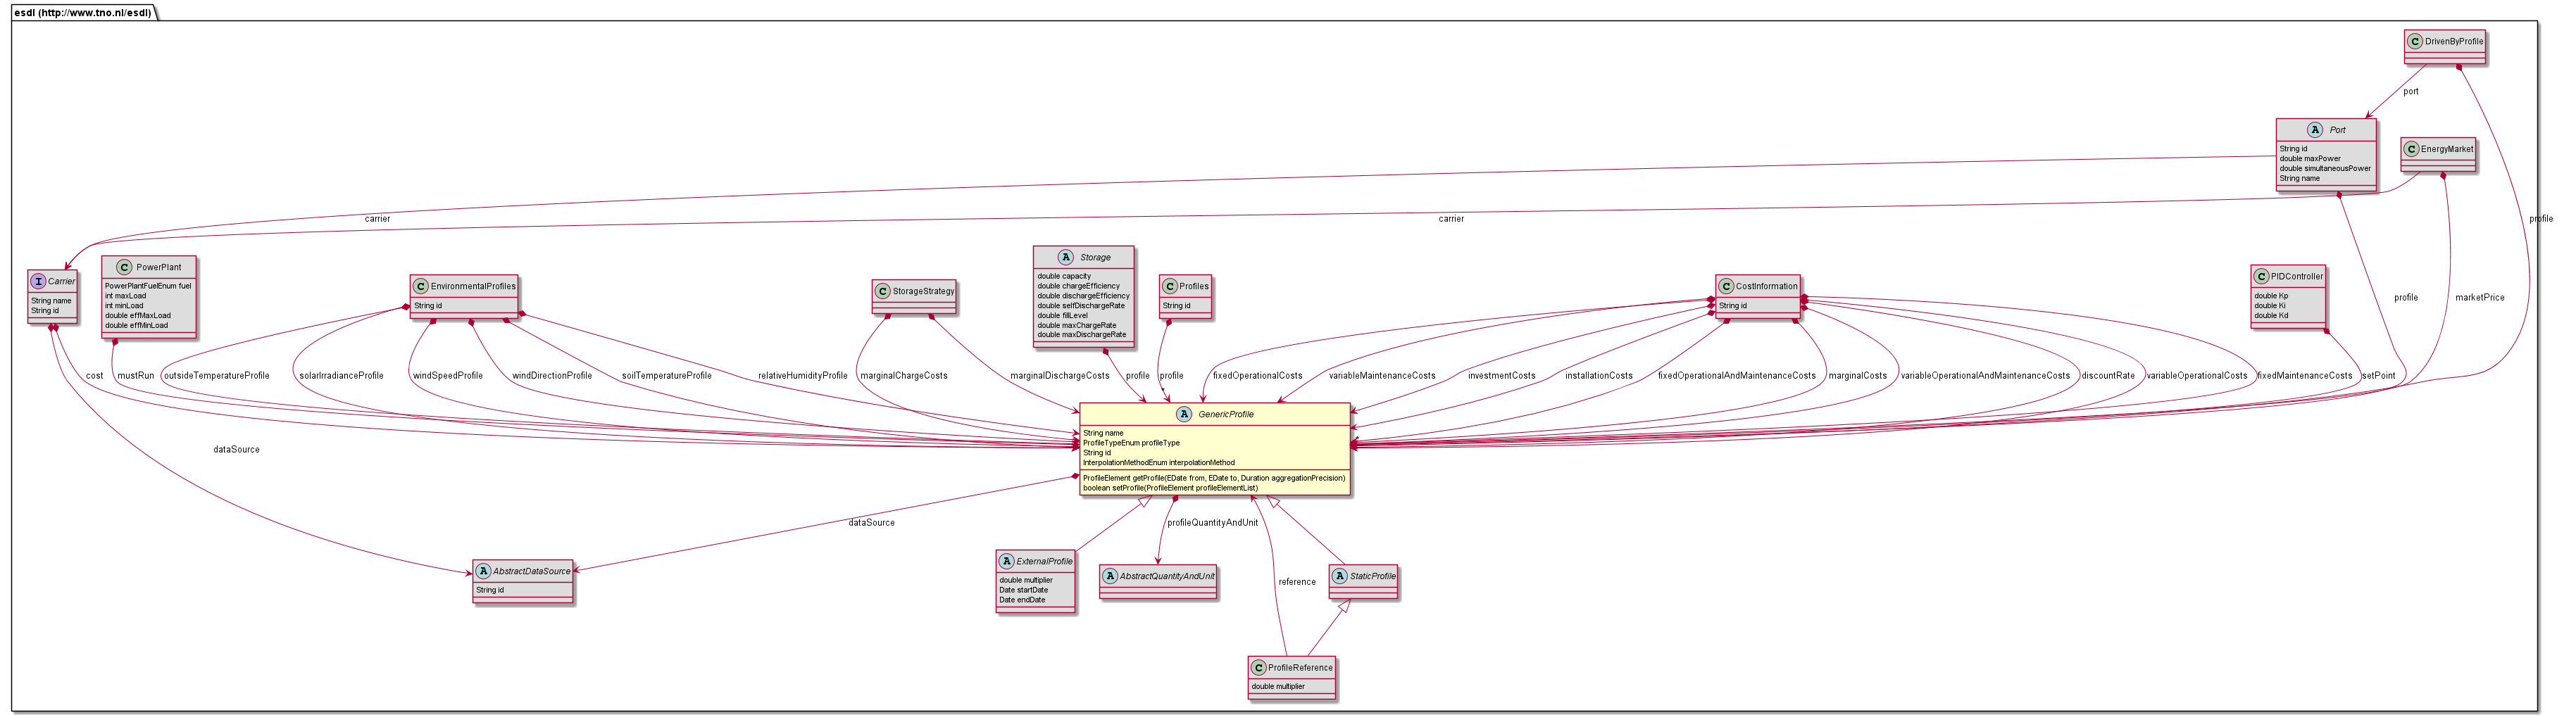 esdl (http://www.tno.nl/esdl)
C DrivenByProfile
port
A Port
String id
double maxPower
double simultaneousPower
String name
C EnergyMarket
carrier
carrier
profile
I Carrier
String name
String id
C PowerPlant
PowerPlantFuelEnum fuel
int maxLoad
int minLoad
double effMaxLoad
double effMinLoad
C EnvironmentalProfiles
String id
C StorageStrategy
A Storage
double capacity
double chargeEfficiency
double dischargeEfficiency
double selfDischargeRate
double fillLevel
double maxChargeRate
double maxDischargeRate
C Profiles
String id
C CostInformation
String id
C PIDController
double Kp
double Ki
double Kd
profile
marketPrice
cost
mustRun
outsideTemperatureProfile
solarIrradianceProfile
windSpeedProfile
windDirectionProfile
soilTemperatureProfile
relativeHumidityProfile
marginalChargeCosts
marginalDischargeCosts
profile
profile
*
fixedOperationalCosts
variableMaintenanceCosts
investmentCosts
installationCosts
fixedOperationalAndMaintenanceCosts
marginalCosts
variableOperationalAndMaintenanceCosts
discountRate
variableOperationalCosts
fixedMaintenanceCosts
setPoint
A GenericProfile
String name
ProfileTypeEnum profileType
String id
InterpolationMethodEnum interpolationMethod
ProfileElement getProfile(EDate from, EDate to, Duration aggregationPrecision)
boolean setProfile(ProfileElement profileElementList)
*
dataSource
dataSource
profileQuantityAndUnit
A AbstractDataSource
String id
A ExternalProfile
double multiplier
Date startDate
Date endDate
A AbstractQuantityAndUnit
reference
A StaticProfile
C ProfileReference
double multiplier